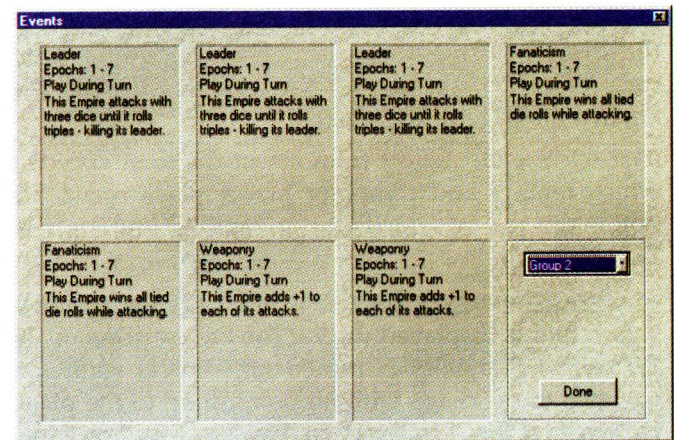 Events
Leader
Epochs: 1 - 7
Play During Turn
This Empire attacks with
three dice until it rolls
triples - killing its leader.
Leader
Epochs: 1 - 7
Play During Turn
This Empire attacks with
three dice until it rolls
triples - killing its leader.
Leader
Epochs: 1 - 7
Play During Turn
This Empire attacks with
three dice until it rolls
triples - killing its leader.
Fanaticism
Epochs: 1 - 7
Play During Turn
This Empire wins all tied
die rolls while attacking.
Fanaticism
Epochs: 1 - 7
Play During Turn
This Empire wins all tied
die rolls while attacking.
Weaponry
Epochs: 1 - 7
Play During Turn
This Empire adds +1 to
each of its attacks.
Weaponry
Epochs: 1 - 7
Play During Turn
This Empire adds +1 to
each of its attacks.
Group 2
Done